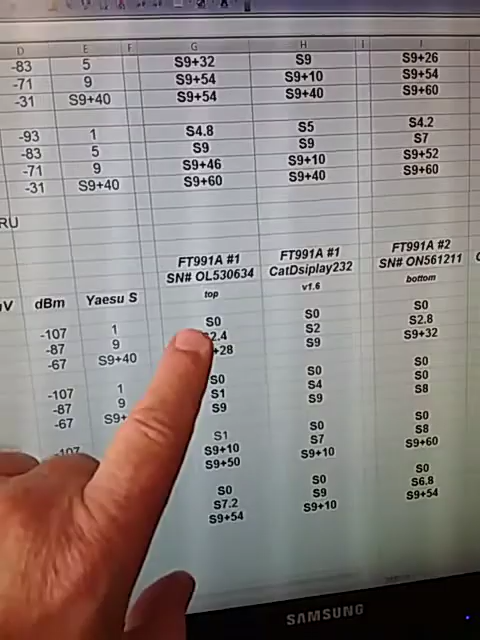 D E F G H I I
-83 5 S9+32 S9 S9+26
-71 9 S9+54 S9+10 S9+54
-31 S9+40 S9+54 S9+40 S9+60
-93 1 S4.8 S5 S4.2
-83 5 S9 S9 S7
-71 9 S9+46 S9+10 S9+52
-31 S9+40 S9+60 S9+40 S9+60
RU
FT991A #1 FT991A #1 FT991A #2
SN# OL530634 CatDsiplay232 SN# ON561211
V dBm Yaesu S top v1.6 bottom
-107 1 S0 S0 S0
-87 9 S2.4 S2 S2.8
-67 S9+40 +28 S9 S9+32
-107 1 S0 S0 S0
-87 9 S1 S4 S0
-67 S9+ S9 S9 S8
-107 S1 S0 S0
S9+10 S7 S8
S9+50 S9+10 S9+60
S0 S0 S0
S7.2 S9 S6.8
S9+54 S9+10 S9+54
SAMSUNG